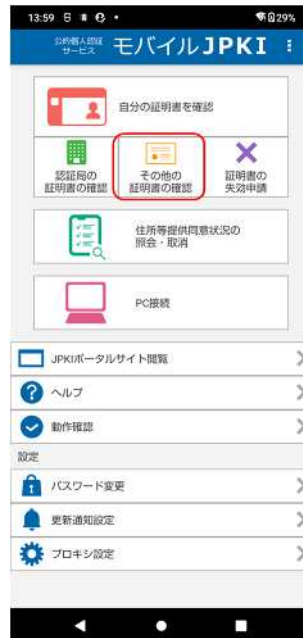 13:59
29%
公的個人認証
サービス
モバイルJPKI
自分の証明書を確認
認証局の
証明書の確認
その他の
証明書の確認
証明書の
失効申請
住所等提供同意状況の
照会・取消
PC接続
JPKIポータルサイト閲覧
ヘルプ
動作確認
設定
パスワード変更
更新通知設定
プロキシ設定